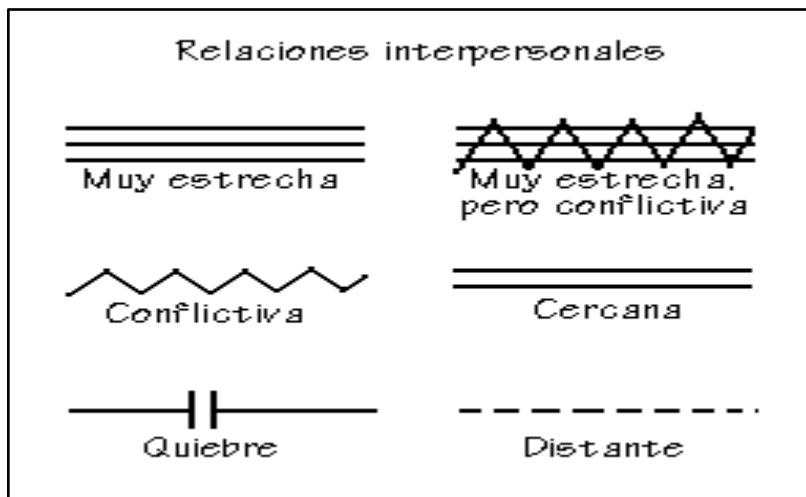 Relaciones interpersonales
Muy estrecha
Muy estrecha,
pero conflictiva
Conflictiva
Cercana
Quiebre
Distante